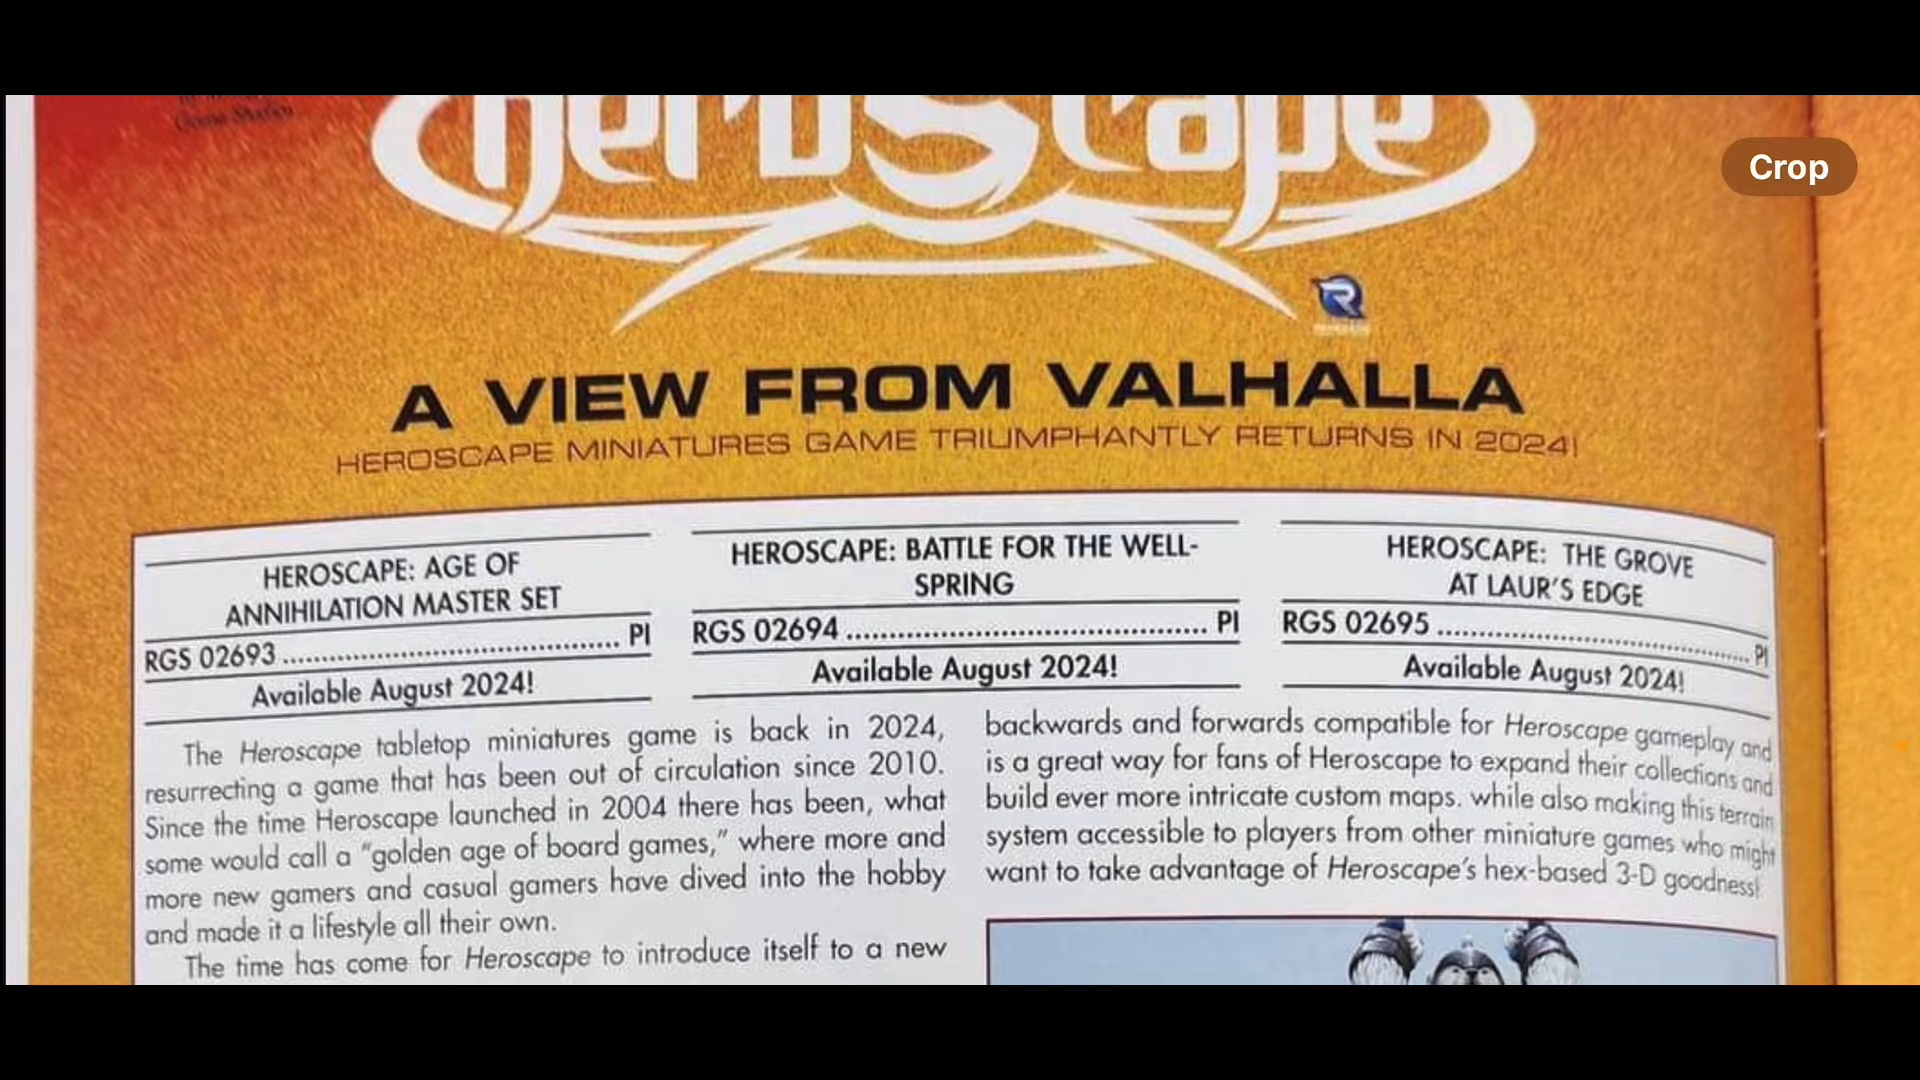 Game Studios
heroscape
Crop
A VIEW FROM VALHALLA
HEROSCAPE MINIATURES GAME TRIUMPHANTLY RETURNS IN 2024!
HEROSCAPE: AGE OF
ANNIHILATION MASTER SET
RGS 02693 ........................................ PI
Available August 2024!
HEROSCAPE: BATTLE FOR THE WELL-
SPRING
RGS 02694 ........................................ PI
Available August 2024!
HEROSCAPE: THE GROVE
AT LAUR'S EDGE
RGS 02695 ........................................ PI
Available August 2024!
The Heroscape tabletop miniatures game is back in 2024,
resurrecting a game that has been out of circulation since 2010.
Since the time Heroscape launched in 2004 there has been, what
some would call a “golden age of board games,” where more and
more new gamers and casual gamers have dived into the hobby
and made it a lifestyle all their own.
The time has come for Heroscape to introduce itself to a new
backwards and forwards compatible for Heroscape gameplay and
is a great way for fans of Heroscape to expand their collections and
build ever more intricate custom maps. while also making this terrain
system accessible to players from other miniature games who might
want to take advantage of Heroscape's hex-based 3-D goodness!